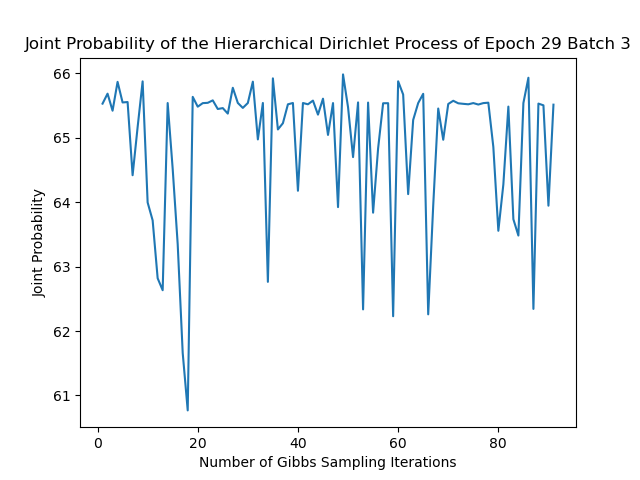 Joint Probability of the Hierarchical Dirichlet Process of Epoch 29 Batch 3
66
65
64
63
62
61
Joint Probability
0 20 40 60 80
Number of Gibbs Sampling Iterations